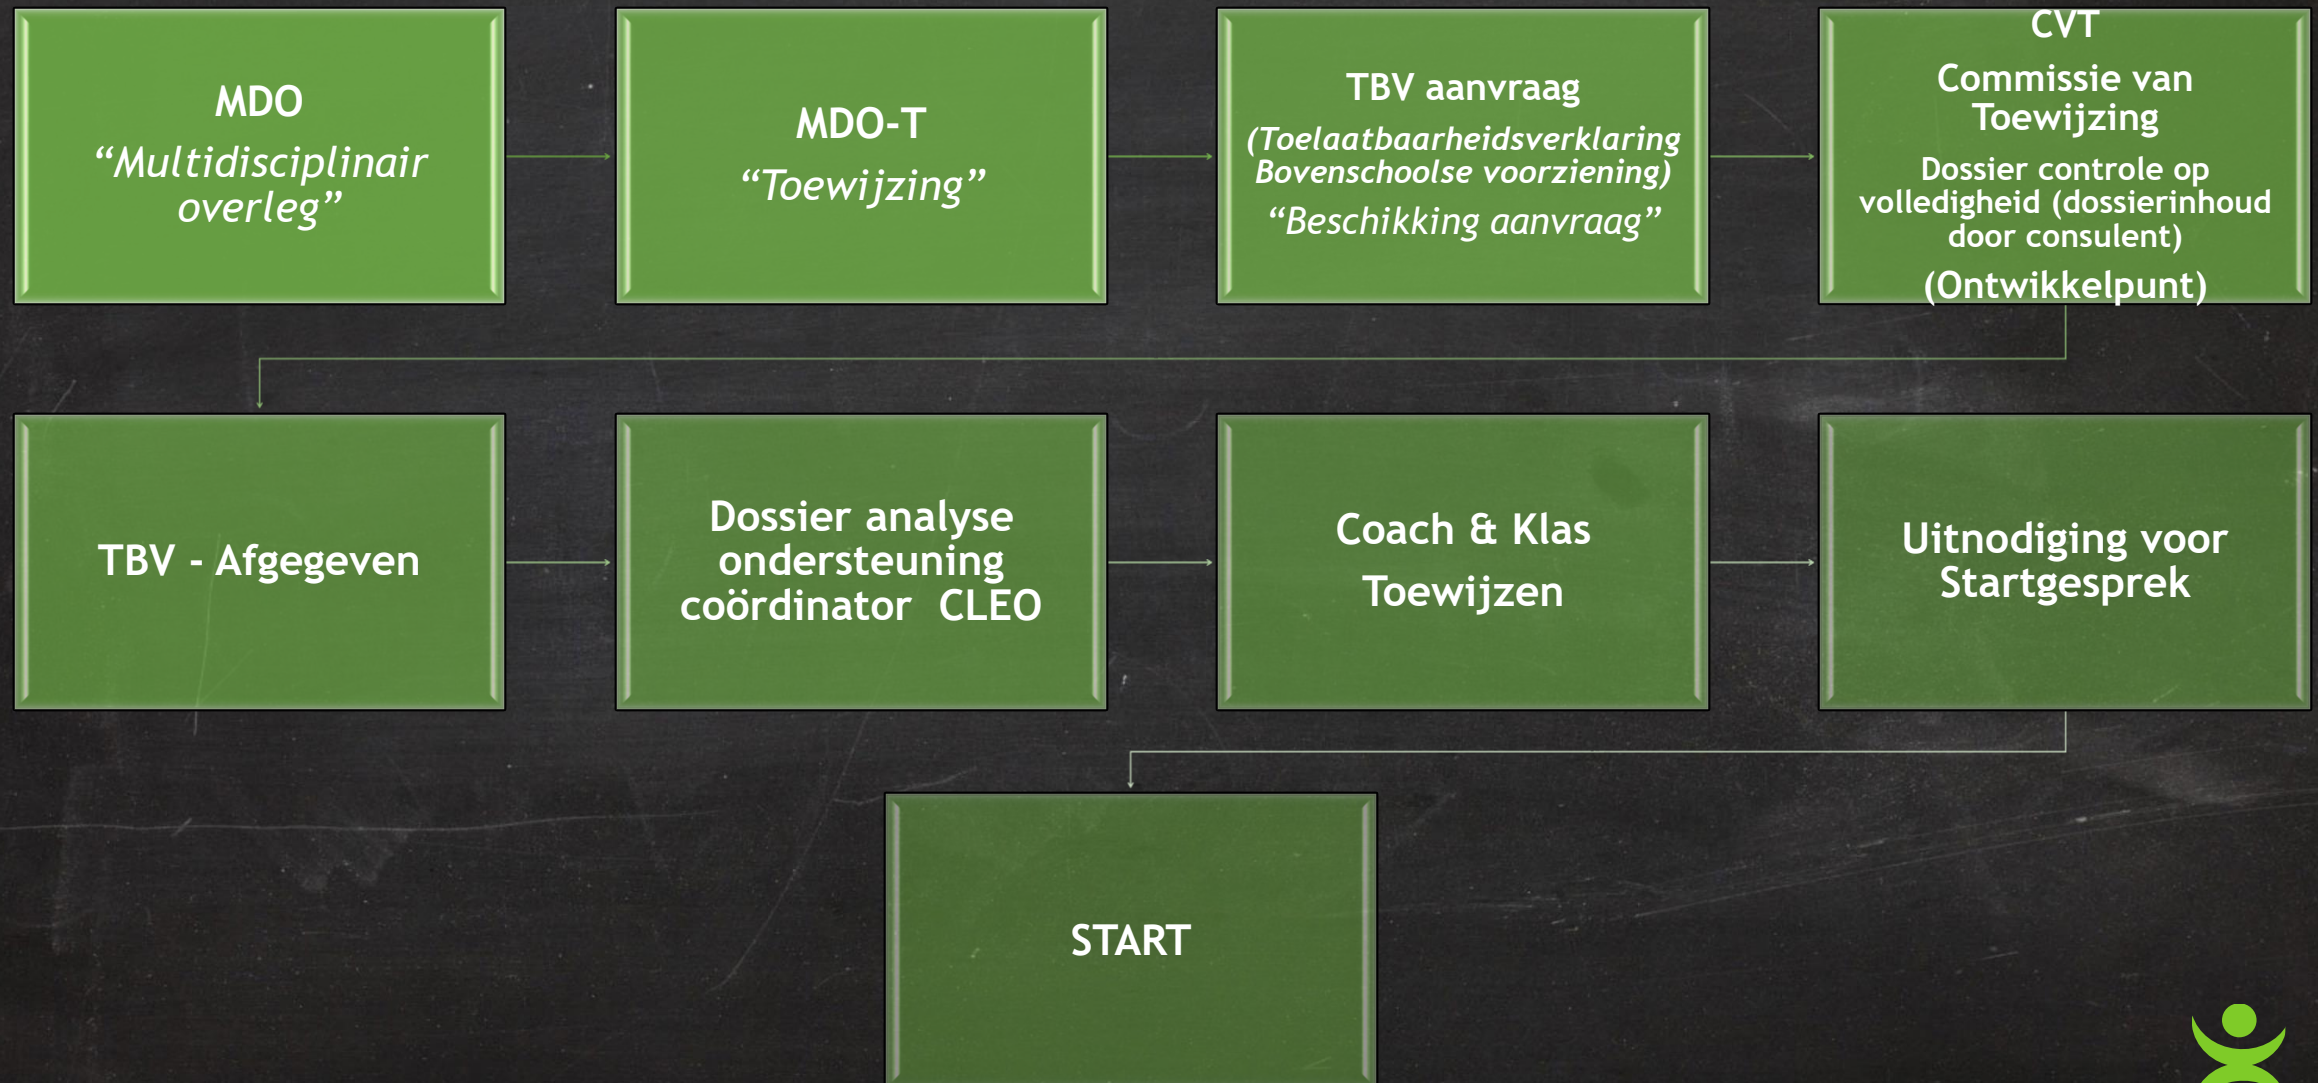 MDO
“Multidisciplinair
overleg”
MDO-T
“Toewijzing”
TBV aanvraag
(Toelaatbaarheidsverklaring
Bovenschoolse voorziening)
“Beschikking aanvraag”
CVT
Commissie van
Toewijzing
Dossier controle op
volledigheid (dossierinhoud
door consulent)
(Ontwikkelpunt)
TBV - Afgegeven
Dossier analyse
ondersteuning
coördinator  CLEO
Coach & Klas
Toewijzen
Uitnodiging voor
Startgesprek
START